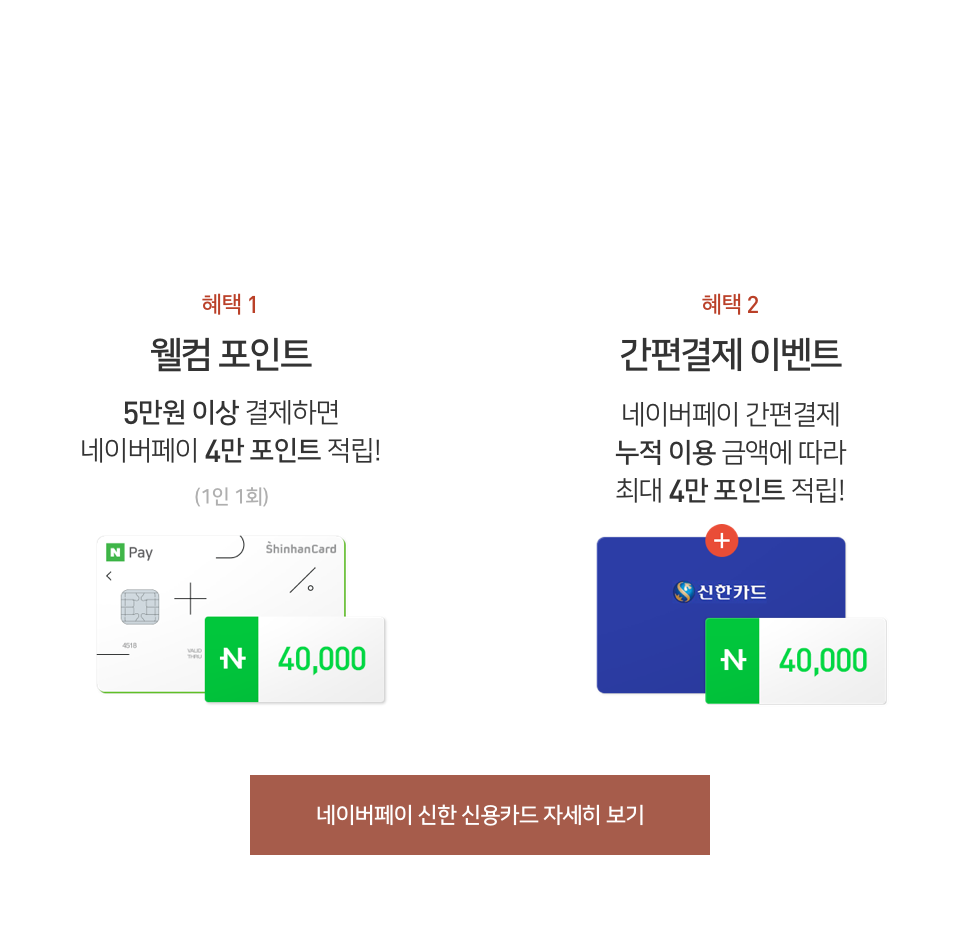 혜택 1
웰컴 포인트
5만원 이상 결제하면
네이버페이 4만 포인트 적립!
(1인 1회)
N Pay
ShinhanCard
4518
VALID
THRU
N 40,000
혜택 2
간편결제 이벤트
네이버페이 간편결제
누적 이용 금액에 따라
최대 4만 포인트 적립!
+
신한카드
N 40,000
네이버페이 신한 신용카드 자세히 보기